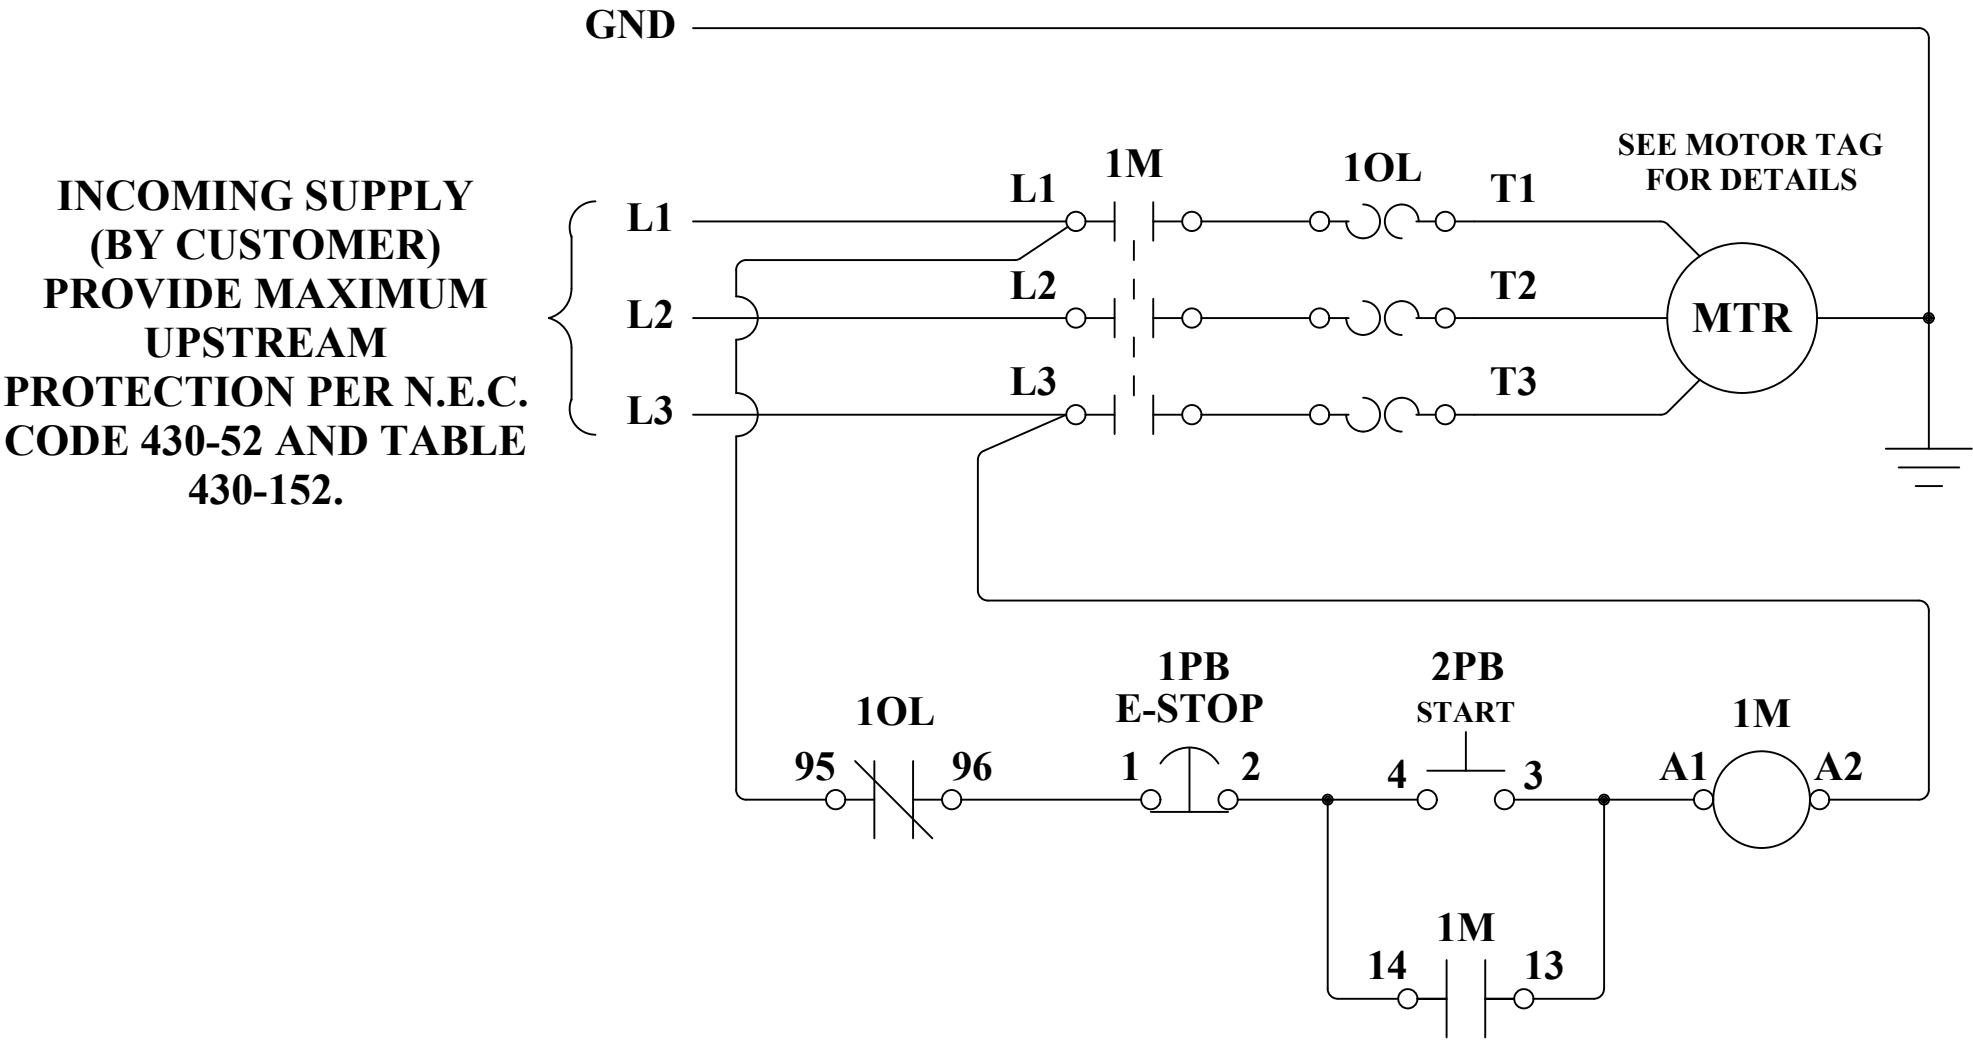 GND
INCOMING SUPPLY
(BY CUSTOMER)
PROVIDE MAXIMUM
UPSTREAM
PROTECTION PER N.E.C.
CODE 430-52 AND TABLE
430-152.
L1
L2
L3
L1
1M
1OL
T1
SEE MOTOR TAG
FOR DETAILS
L2
T2
MTR
L3
T3
1OL
95
96
1PB
E-STOP
1
2
2PB
START
4
3
1M
A1
A2
1M
14
13